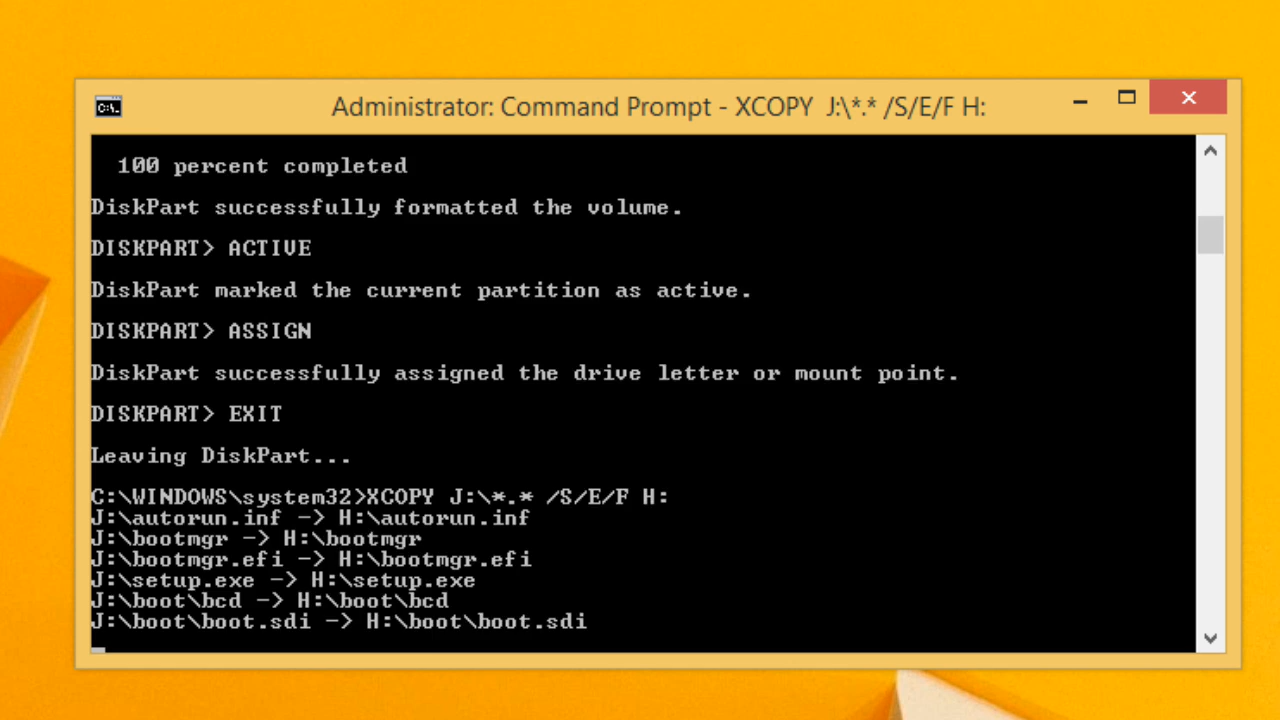 Administrator: Command Prompt - XCOPY J:\*.* /S/E/F H:
C:\.
100 percent completed
DiskPart successfully formatted the volume.
DISKPART> ACTIVE
DiskPart marked the current partition as active.
DISKPART> ASSIGN
DiskPart successfully assigned the drive letter or mount point.
DISKPART> EXIT
Leaving DiskPart...
C:\WINDOWS\system32>XCOPY J:\*.* /S/E/F H:
J:\autorun.inf -> H:\autorun.inf
J:\bootmgr -> H:\bootmgr
J:\bootmgr.efi -> H:\bootmgr.efi
J:\setup.exe -> H:\setup.exe
J:\boot\bcd -> H:\boot\bcd
J:\boot\boot.sdi -> H:\boot\boot.sdi